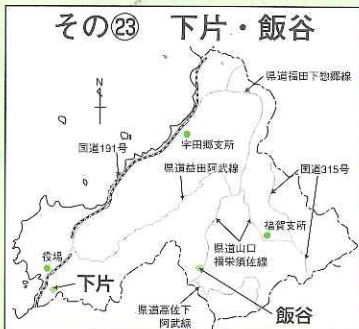 その㉓ 下片・飯谷
県道福田下惣郷線
N
宇田郷支所
国道191号
県道益田阿武線
国道315号
福賀支所
役場
県道山口
福栄須佐線
下片
飯谷
県道高佐下
阿武線